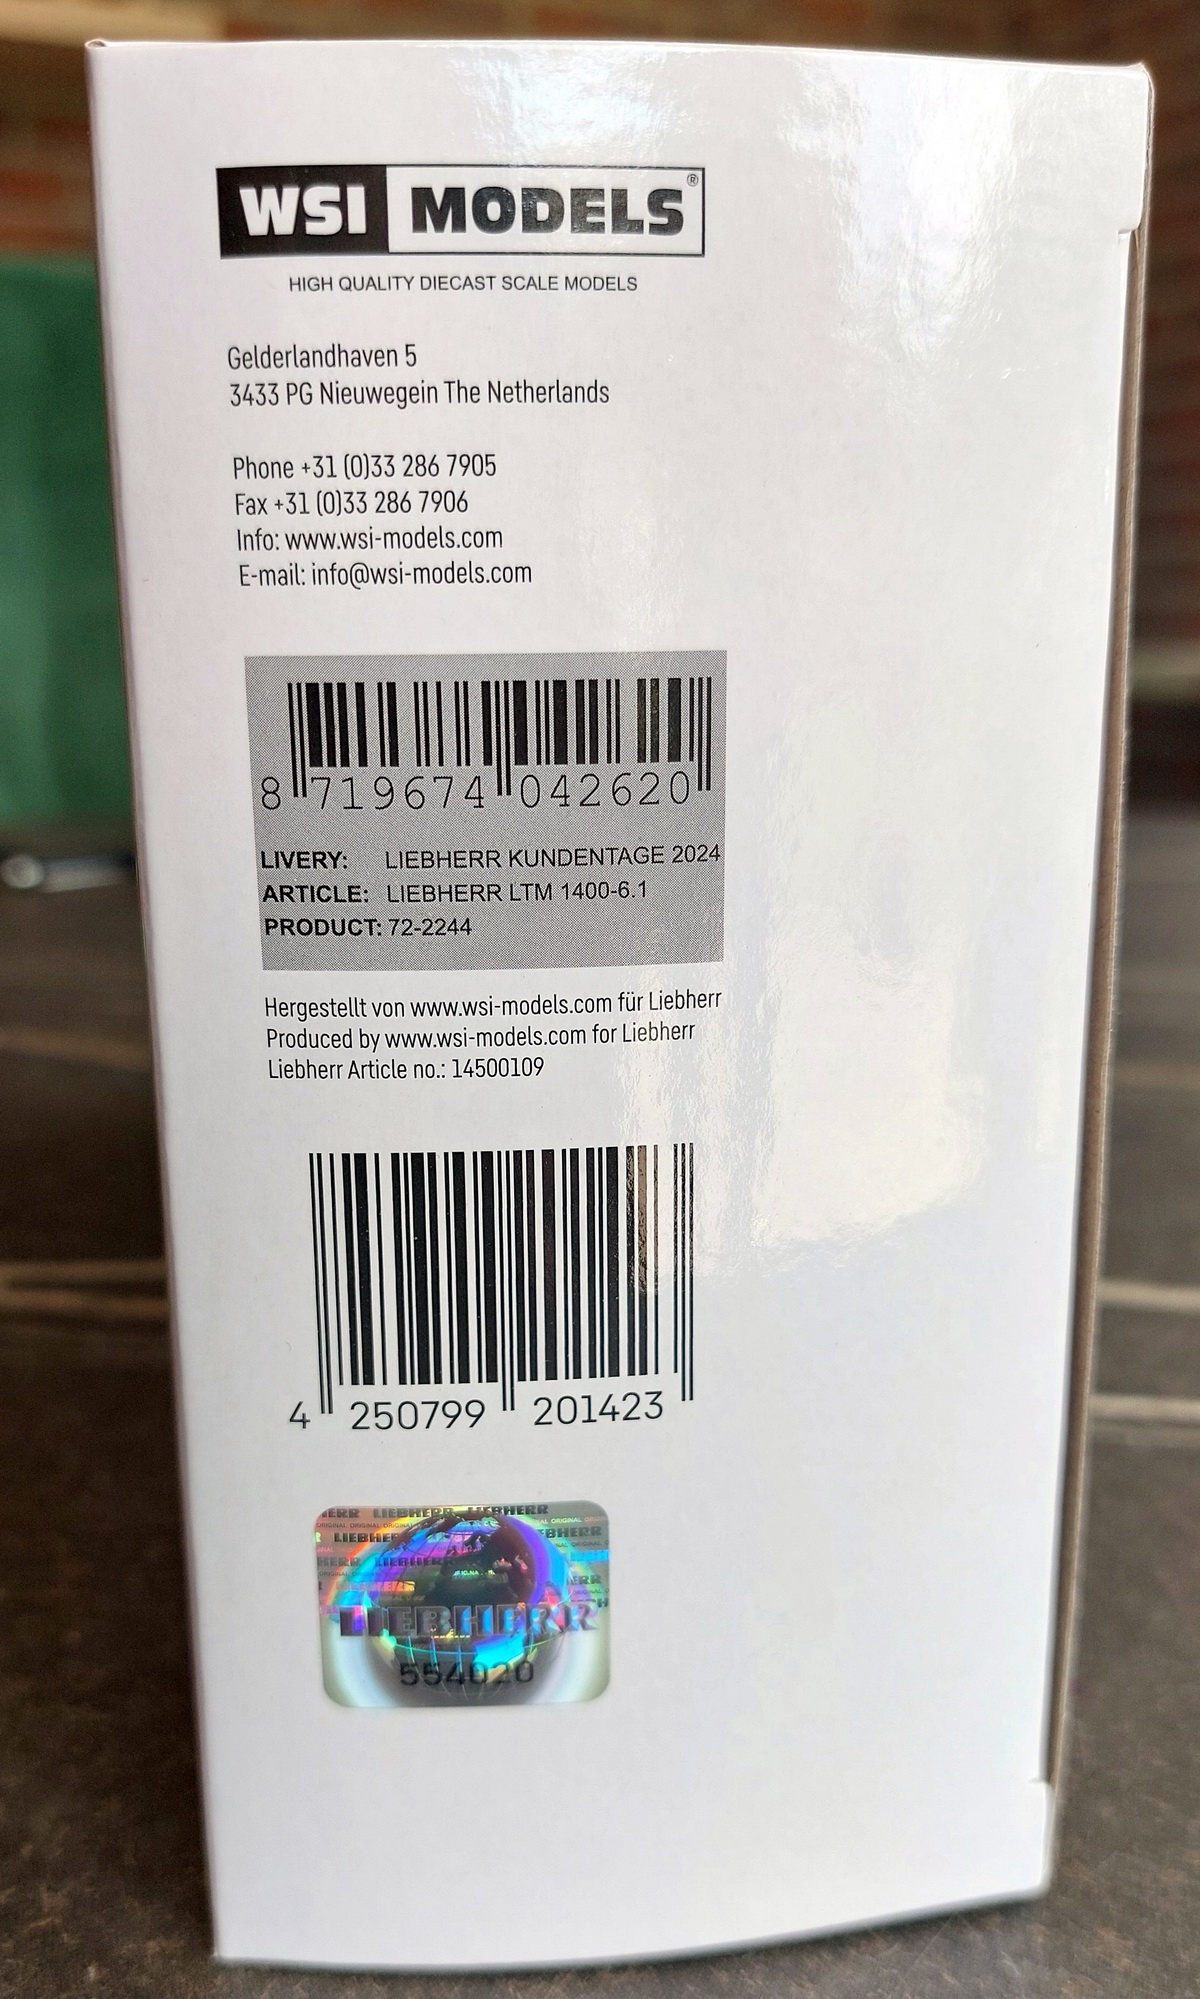 WSI MODELS®
HIGH QUALITY DIECAST SCALE MODELS
Gelderlandhaven 5
3433 PG Nieuwegein The Netherlands
Phone +31 (0)33 286 7905
Fax +31 (0)33 286 7906
Info: www.wsi-models.com
E-mail: info@wsi-models.com
8 719674 042620
LIVERY: LIEBHERR KUNDENTAGE 2024
ARTICLE: LIEBHERR LTM 1400-6.1
PRODUCT: 72-2244
Hergestellt von www.wsi-models.com für Liebherr
Produced by www.wsi-models.com for Liebherr
Liebherr Article no.: 14500109
4 250799 201423
LIEBHERR LIEBHERR
LIEBHERR
554020